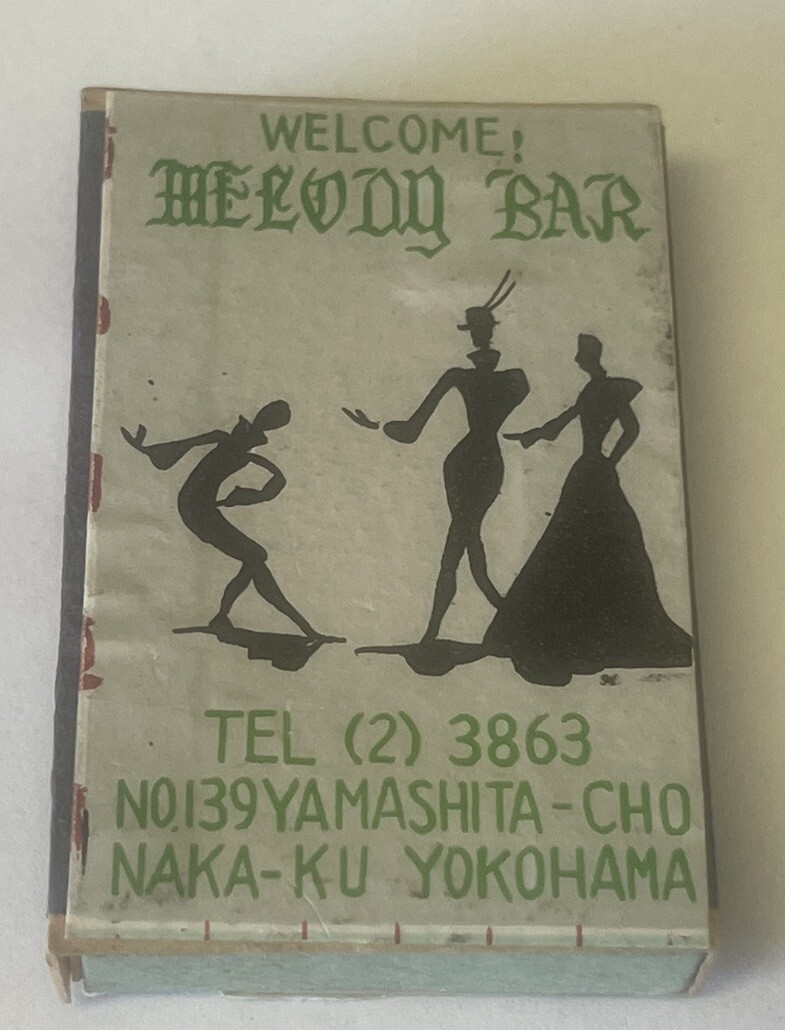 WELCOME!
MELODY BAR
TEL (2) 3863
NO.139 YAMASHITA-CHO
NAKA-KU YOKOHAMA